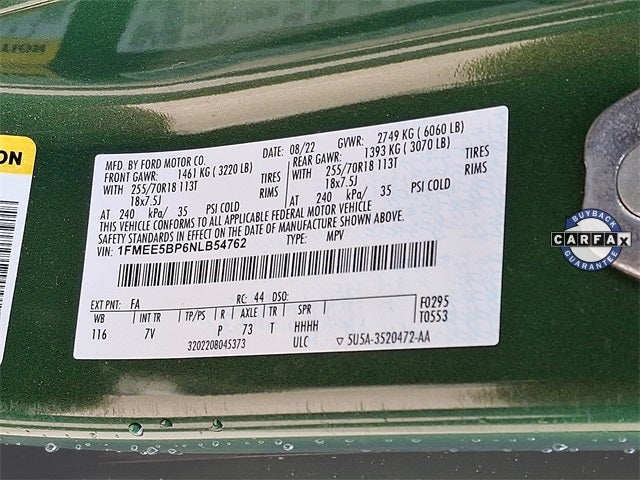 MFD. BY FORD MOTOR CO.
DATE: 08/22 GVWR: 2749 KG (6060 LB)
FRONT GAWR: 1461 KG (3220 LB) REAR GAWR: 1393 KG (3070 LB)
WITH 255/70R18 113T TIRES WITH 255/70R18 113T TIRES
18x7.5J RIMS 18x7.5J RIMS
AT 240 kPa/ 35 PSI COLD AT 240 kPa/ 35 PSI COLD
THIS VEHICLE CONFORMS TO ALL APPLICABLE FEDERAL MOTOR VEHICLE
SAFETY STANDARDS IN EFFECT ON THE DATE OF MANUFACTURE SHOWN ABOVE.
VIN: 1FMEE5BP6NLB54762 TYPE: MPV
EXT PNT: FA RC: 44 DSO: F0295
WB INT TR TP/PS R AXLE TR SPR T0553
116 7V P 73 T HHHH
3202208045373 ULC ▽ SU5A-3520472-AA
ON
BUYBACK
CARFAX
GUARANTEE